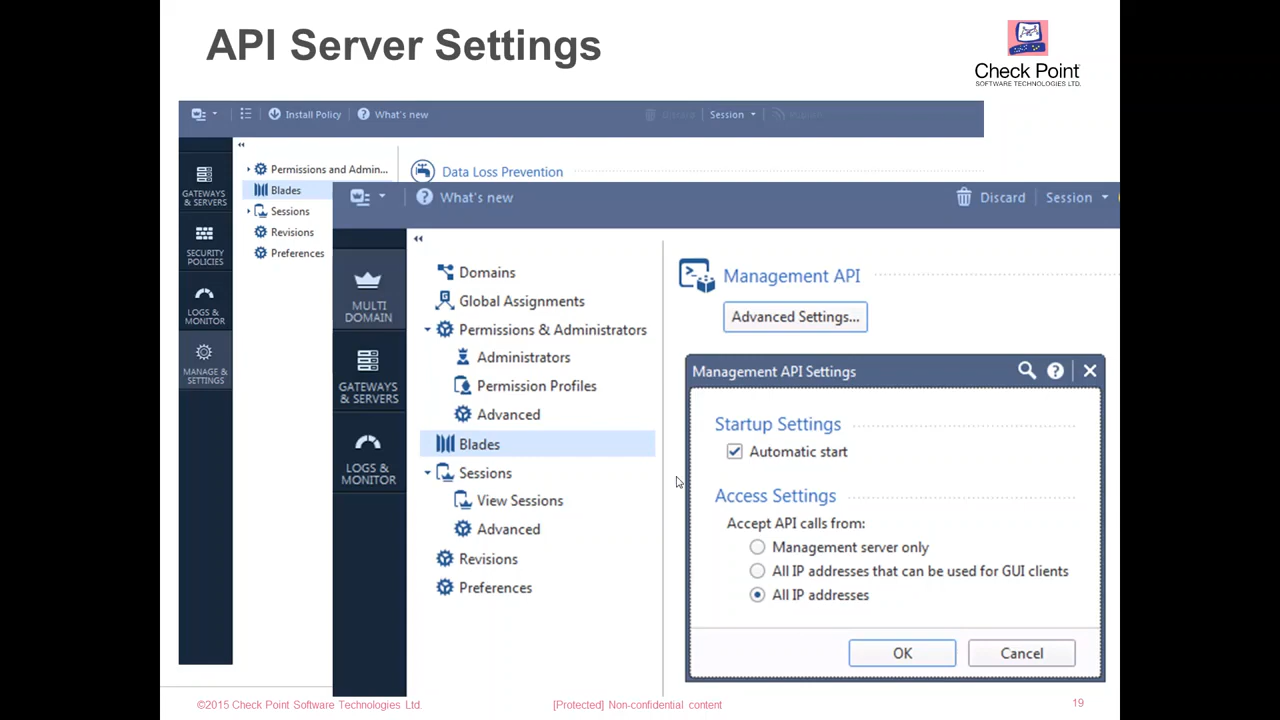 API Server Settings
Check Point
SOFTWARE TECHNOLOGIES LTD.
Install Policy
What's new
Discard
Session
Publish
GATEWAYS
& SERVERS
SECURITY
POLICIES
LOGS &
MONITOR
MANAGE &
SETTINGS
Permissions and Admin...
Blades
Sessions
Revisions
Preferences
Data Loss Prevention
What's new
Discard
Session
MULTI
DOMAIN
GATEWAYS
& SERVERS
LOGS &
MONITOR
Domains
Global Assignments
Permissions & Administrators
Administrators
Permission Profiles
Advanced
Blades
Sessions
View Sessions
Advanced
Revisions
Preferences
Management API
Advanced Settings...
Management API Settings
Startup Settings
Automatic start
Access Settings
Accept API calls from:
Management server only
All IP addresses that can be used for GUI clients
All IP addresses
OK
Cancel
©2015 Check Point Software Technologies Ltd.
[Protected] Non-confidential content
19